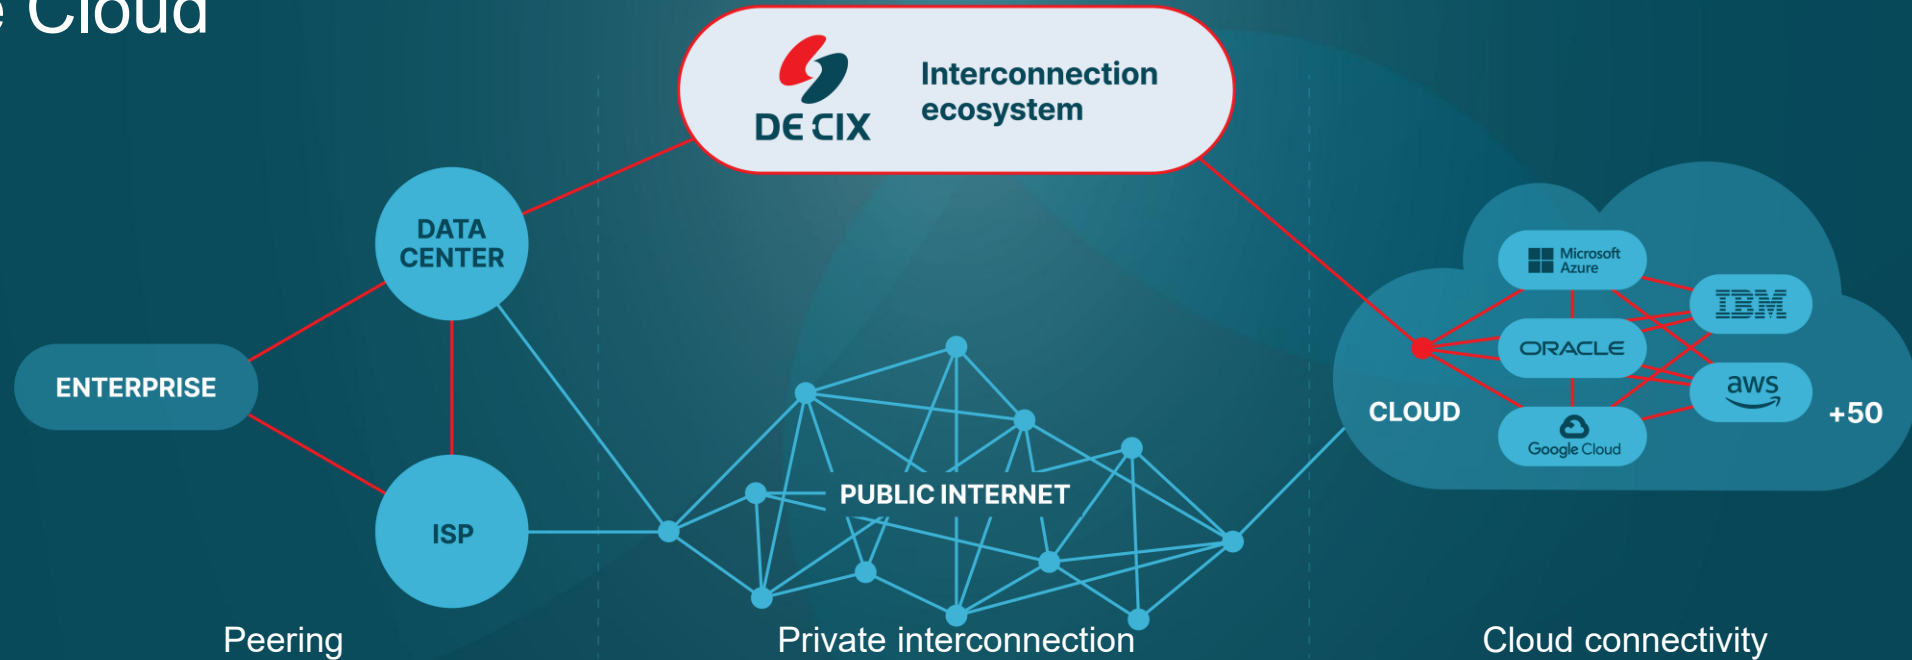 Cloud
DE CIX
Interconnection
ecosystem
DATA
CENTER
ENTERPRISE
ISP
PUBLIC INTERNET
CLOUD
Microsoft
Azure
IBM
ORACLE
aws
+50
Google Cloud
Peering
Private interconnection
Cloud connectivity